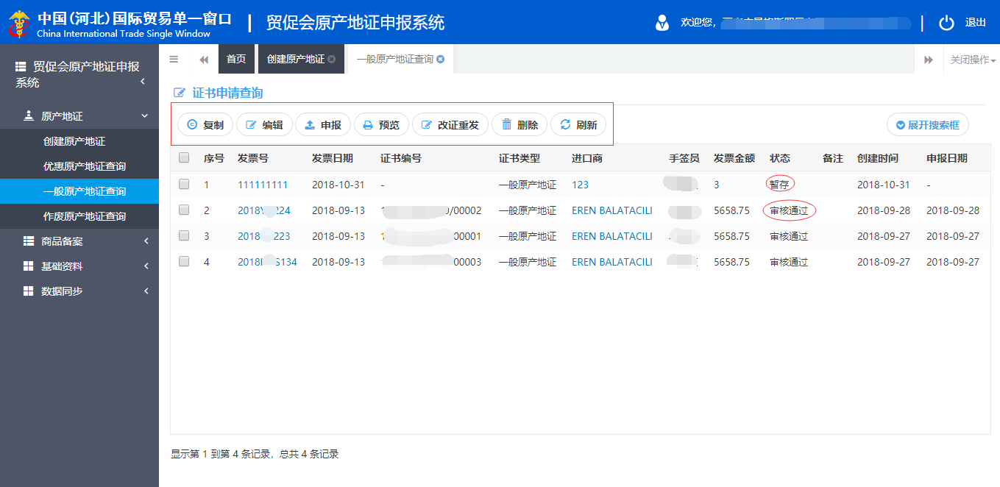 中国(河北)国际贸易单一窗口
China International Trade Single Window
贸促会原产地证申报系统
欢迎您，
退出
贸促会原产地证申报系统
原产地证
创建原产地证
优惠原产地证查询
一般原产地证查询
作废原产地证查询
商品备案
基础资料
数据同步
首页 创建原产地证 一般原产地证查询 关闭操作
证书申请查询
复制 编辑 申报 预览 改证重发 删除 刷新 展开搜索框
序号 发票号 发票日期 证书编号 证书类型 进口商 手签员 发票金额 状态 备注 创建时间 申报日期
1 111111111 2018-10-31 - 一般原产地证 123 3 暂存 2018-10-31 -
2 2018 224 2018-09-13 /00002 一般原产地证 EREN BALATACILI 5658.75 审核通过 2018-09-28 2018-09-28
3 2018 223 2018-09-13 00001 一般原产地证 EREN BALATACILI 5658.75 审核通过 2018-09-27 2018-09-27
4 2018 S134 2018-09-13 00003 一般原产地证 EREN BALATACILI 5658.75 审核通过 2018-09-27 2018-09-27
显示第 1 到第 4 条记录，总共 4 条记录